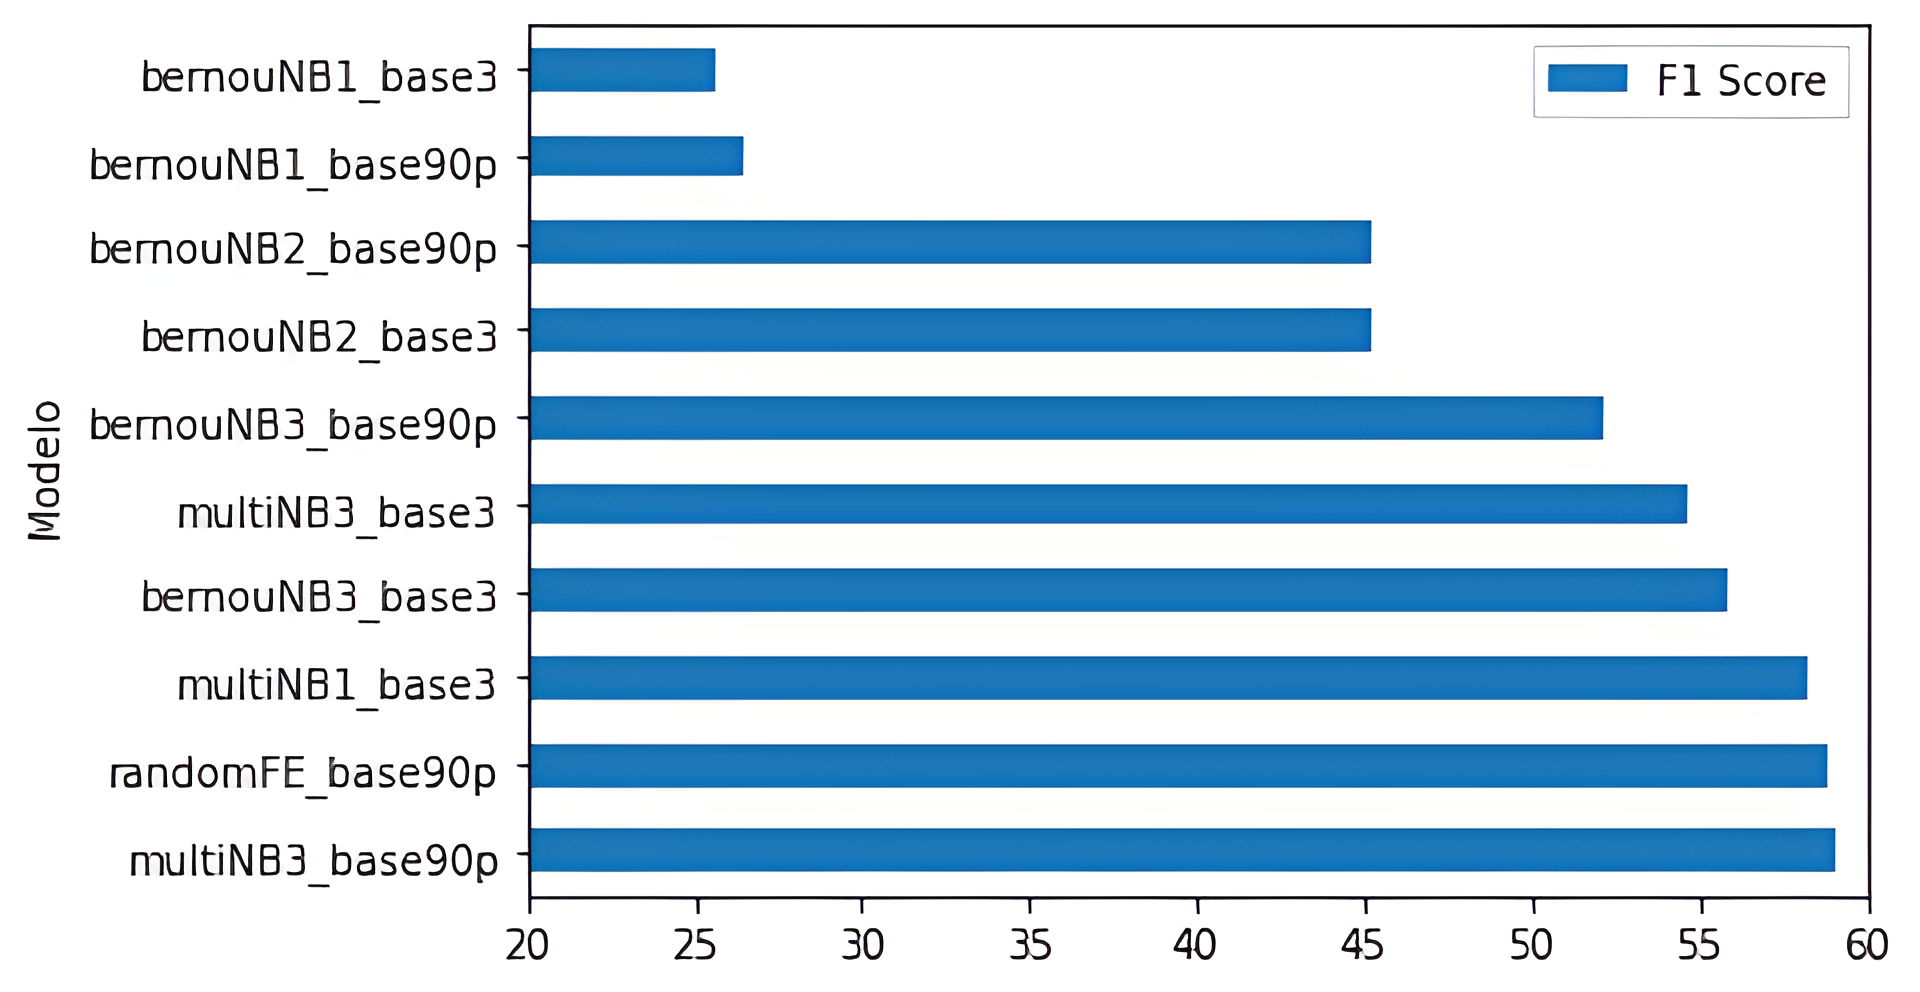 F1 Score
Modelo
bernouNB1_base3
bernouNB1_base90p
bernouNB2_base90p
bernouNB2_base3
bernouNB3_base90p
multiNB3_base3
bernouNB3_base3
multiNB1_base3
randomFE_base90p
multiNB3_base90p
20 25 30 35 40 45 50 55 60